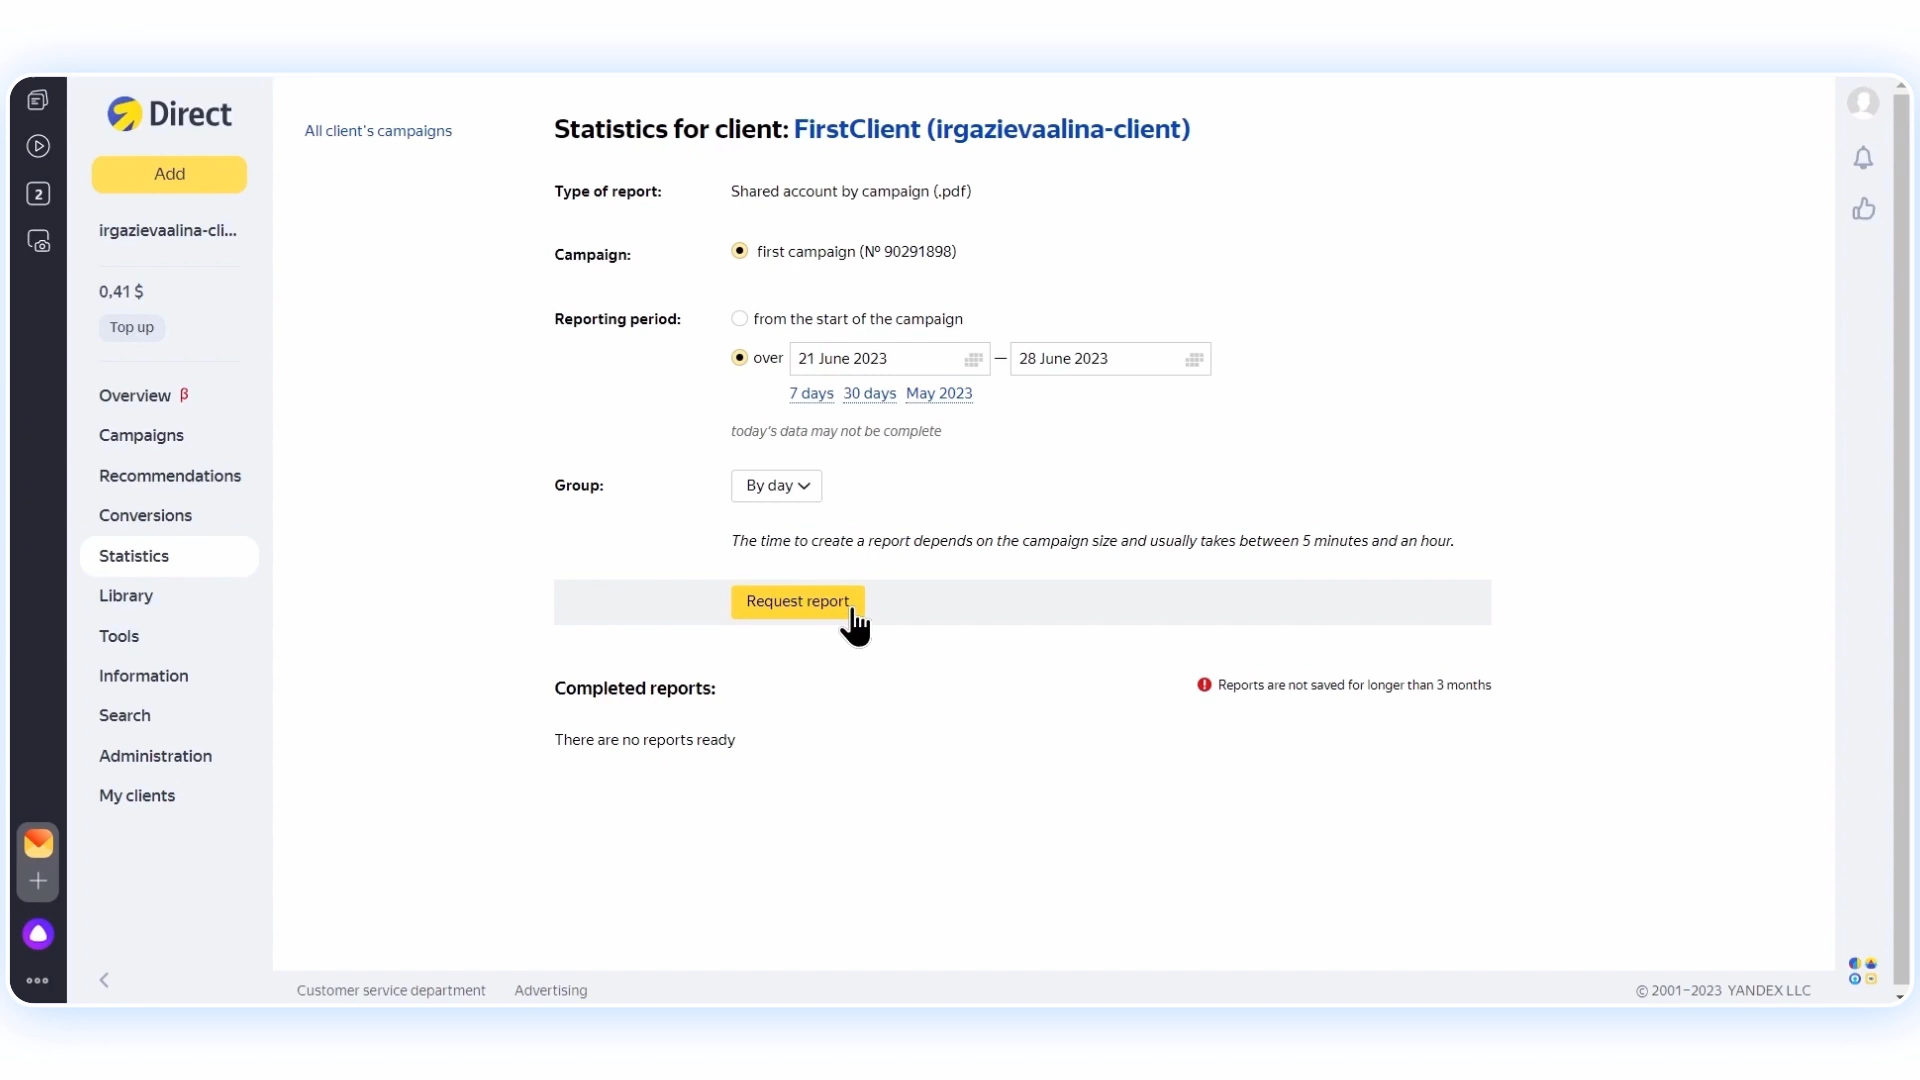 Direct
Add
irgazievaalina-cli...
0,41 $
Top up
Overview β
Campaigns
Recommendations
Conversions
Statistics
Library
Tools
Information
Search
Administration
My clients
2
All client's campaigns
Statistics for client: FirstClient (irgazievaalina-client)
Type of report: Shared account by campaign (.pdf)
Campaign: first campaign (Nº 90291898)
Reporting period: from the start of the campaign
over 21 June 2023 — 28 June 2023
7 days 30 days May 2023
today's data may not be complete
Group: By day
The time to create a report depends on the campaign size and usually takes between 5 minutes and an hour.
Request report
Completed reports: Reports are not saved for longer than 3 months
There are no reports ready
Customer service department Advertising © 2001–2023 YANDEX LLC